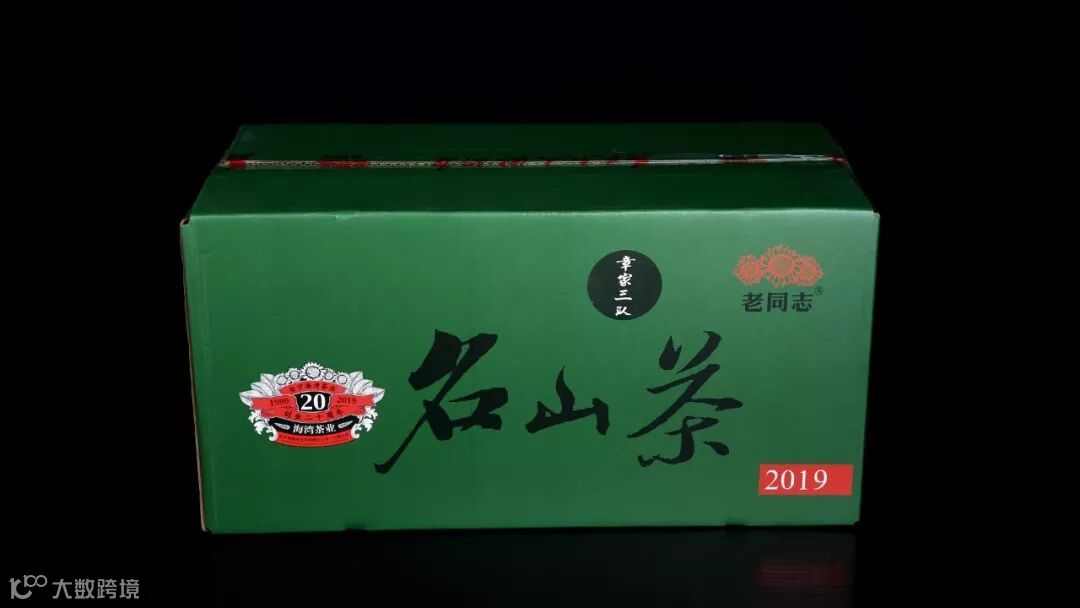 章家三队
老同志®
名山茶
1999 20 2019
创业二十周年
海湾茶业
2019
大数跨境